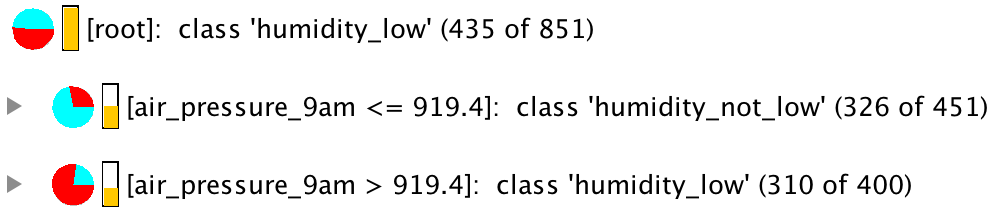 [root]: class 'humidity_low' (435 of 851)
[air_pressure_9am <= 919.4]: class 'humidity_not_low' (326 of 451)
[air_pressure_9am > 919.4]: class 'humidity_low' (310 of 400)